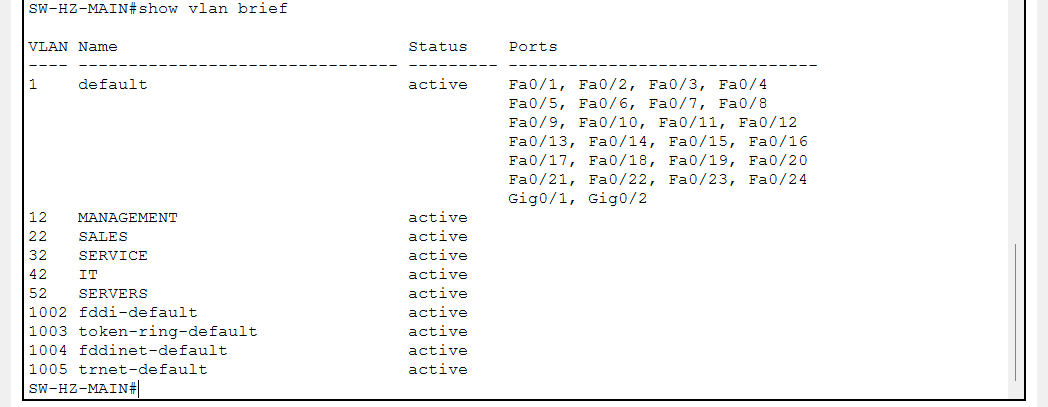 SW-HZ-MAIN#show vlan brief
VLAN Name                             Status    Ports
---- -------------------------------- --------- -------------------------------
1    default                          active    Fa0/1, Fa0/2, Fa0/3, Fa0/4
                                                Fa0/5, Fa0/6, Fa0/7, Fa0/8
                                                Fa0/9, Fa0/10, Fa0/11, Fa0/12
                                                Fa0/13, Fa0/14, Fa0/15, Fa0/16
                                                Fa0/17, Fa0/18, Fa0/19, Fa0/20
                                                Fa0/21, Fa0/22, Fa0/23, Fa0/24
                                                Gig0/1, Gig0/2
12   MANAGEMENT                       active
22   SALES                            active
32   SERVICE                          active
42   IT                               active
52   SERVERS                          active
1002 fddi-default                     active
1003 token-ring-default               active
1004 fddinet-default                  active
1005 trnet-default                    active
SW-HZ-MAIN#